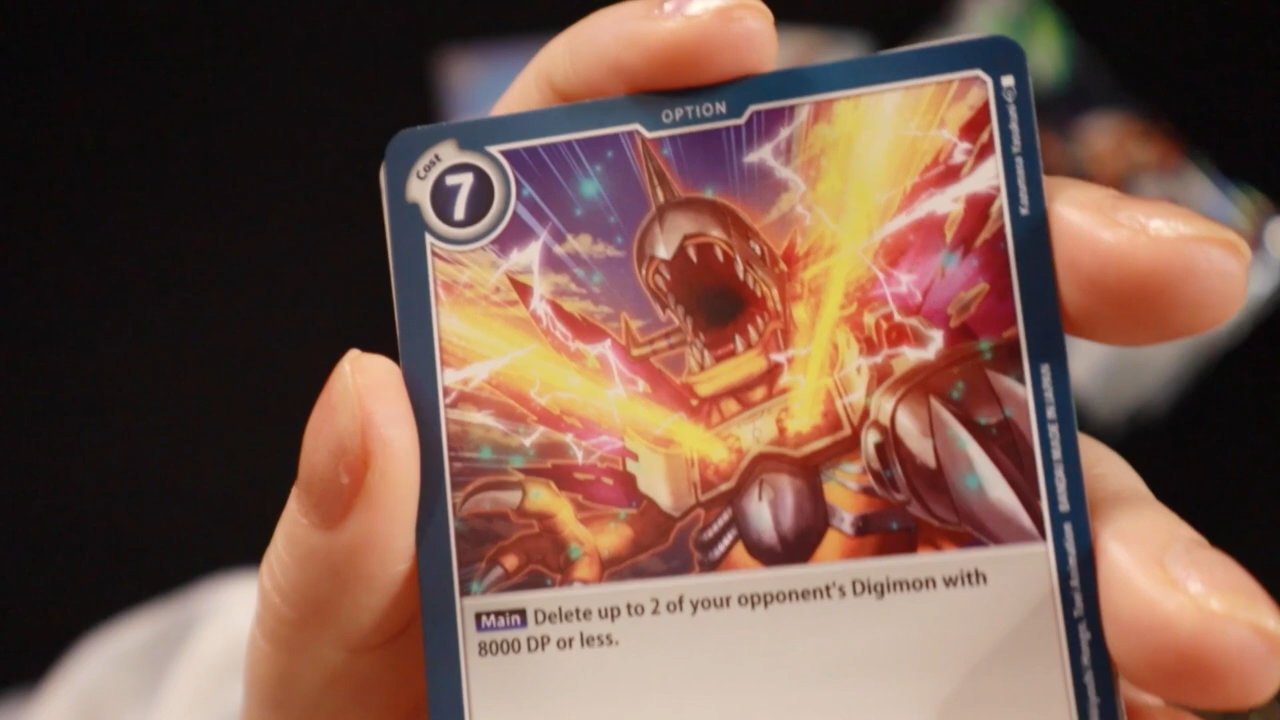 OPTION
Cost
7
Main Delete up to 2 of your opponent's Digimon with
8000 DP or less.